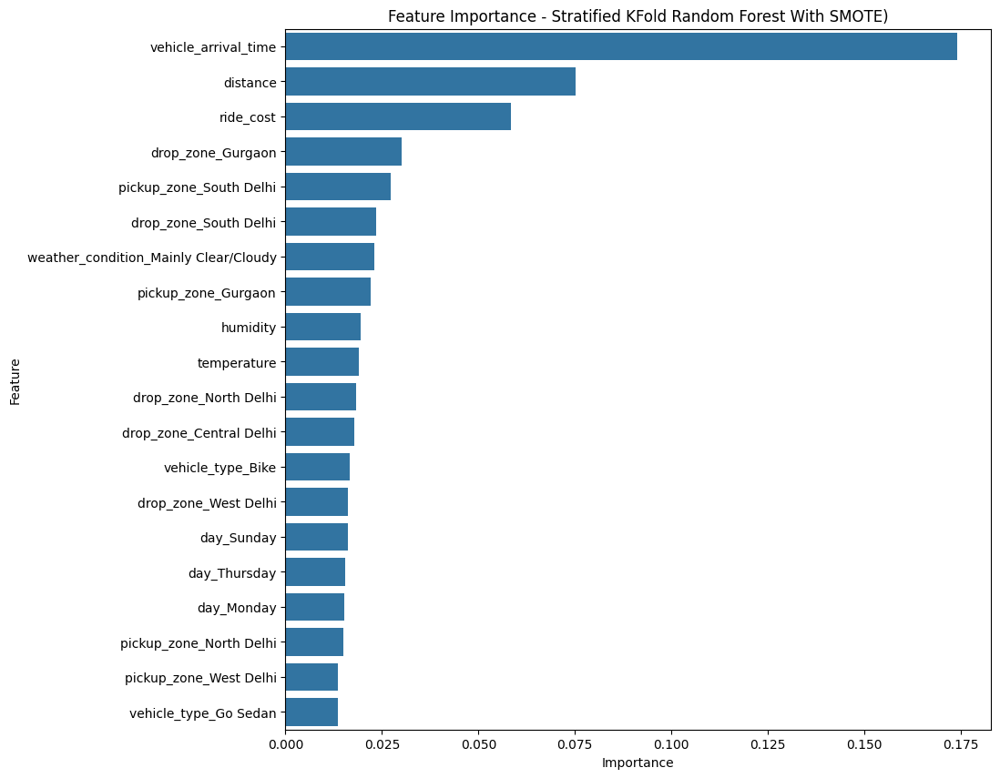 Feature Importance - Stratified KFold Random Forest With SMOTE)
vehicle_arrival_time
distance
ride_cost
drop_zone_Gurgaon
pickup_zone_South Delhi
drop_zone_South Delhi
weather_condition_Mainly Clear/Cloudy
pickup_zone_Gurgaon
humidity
temperature
drop_zone_North Delhi
drop_zone_Central Delhi
vehicle_type_Bike
drop_zone_West Delhi
day_Sunday
day_Thursday
day_Monday
pickup_zone_North Delhi
pickup_zone_West Delhi
vehicle_type_Go Sedan
Feature
0.000 0.025 0.050 0.075 0.100 0.125 0.150 0.175
Importance